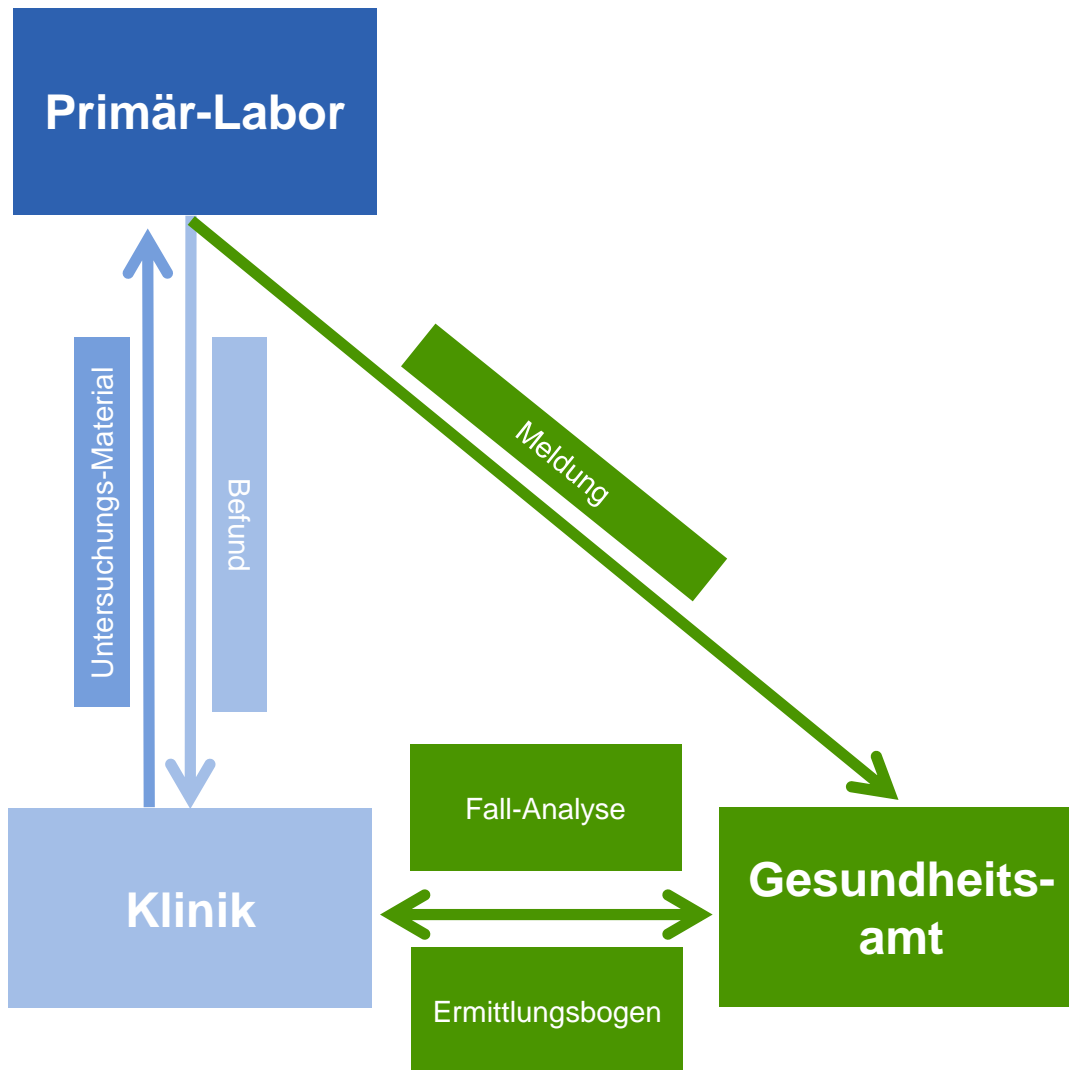 Primär-Labor
Untersuchungs-Material
Befund
Meldung
Fall-Analyse
Klinik
Gesundheits-
amt
Ermittlungsbogen